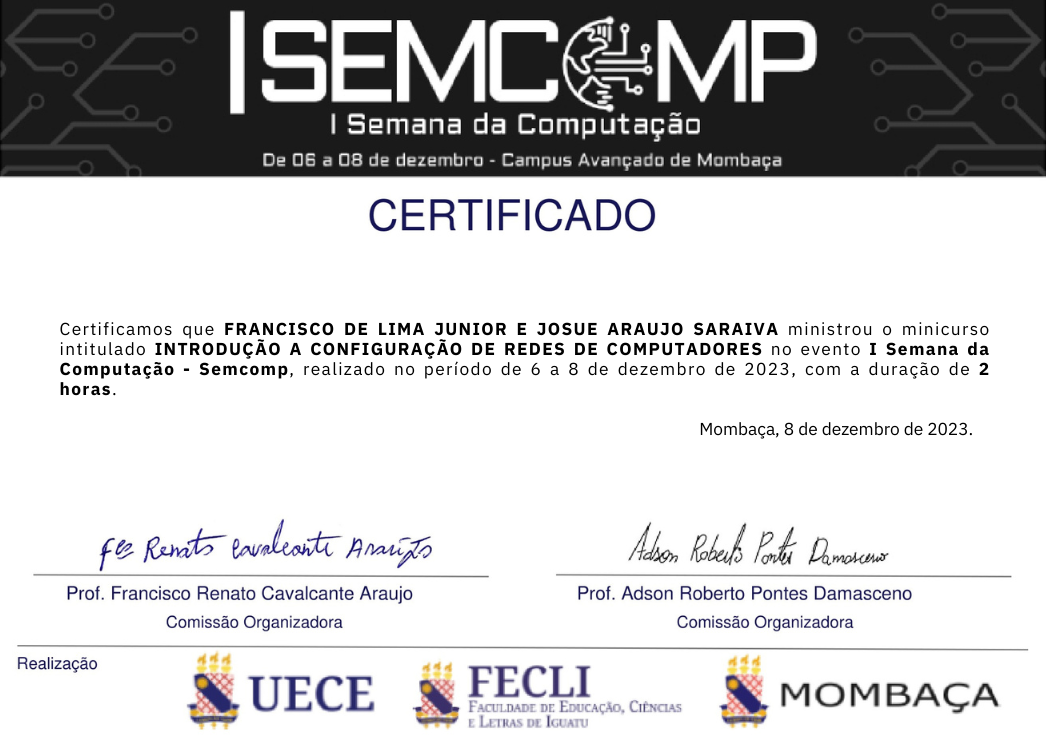 I SEMCOMP
I Semana da Computação
De 06 a 08 de dezembro - Campus Avançado de Mombaça
CERTIFICADO
Certificamos que FRANCISCO DE LIMA JUNIOR E JOSUE ARAUJO SARAIVA ministrou o minicurso
intitulado INTRODUÇÃO A CONFIGURAÇÃO DE REDES DE COMPUTADORES no evento I Semana da
Computação - Semcomp, realizado no período de 6 a 8 de dezembro de 2023, com a duração de 2
horas.
Mombaça, 8 de dezembro de 2023.
Fco Renato Cavalcante Araujo
Adson Roberto Pontes Damasceno
Prof. Francisco Renato Cavalcante Araujo
Prof. Adson Roberto Pontes Damasceno
Comissão Organizadora
Comissão Organizadora
Realização
UECE
FECLI
Faculdade de Educação, Ciências
e Letras de Iguatu
MOMBAÇA